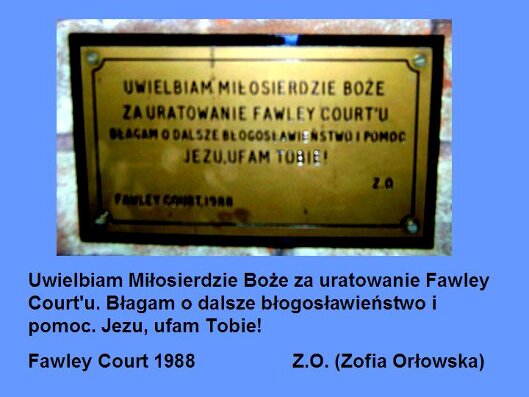 UWIELBIAM MIŁOSIERDZIE BOŻE
ZA URATOWANIE FAWLEY COURT'U
BŁAGAM O DALSZE BŁOGOSŁAWIEŃSTWO I POMOC
JEZU, UFAM TOBIE!
Z.O
FAWLEY COURT, 1988
Uwielbiam Miłosierdzie Boże za uratowanie Fawley
Court'u. Błagam o dalsze błogosławieństwo i
pomoc. Jezu, ufam Tobie!
Fawley Court 1988 Z.O. (Zofia Orłowska)